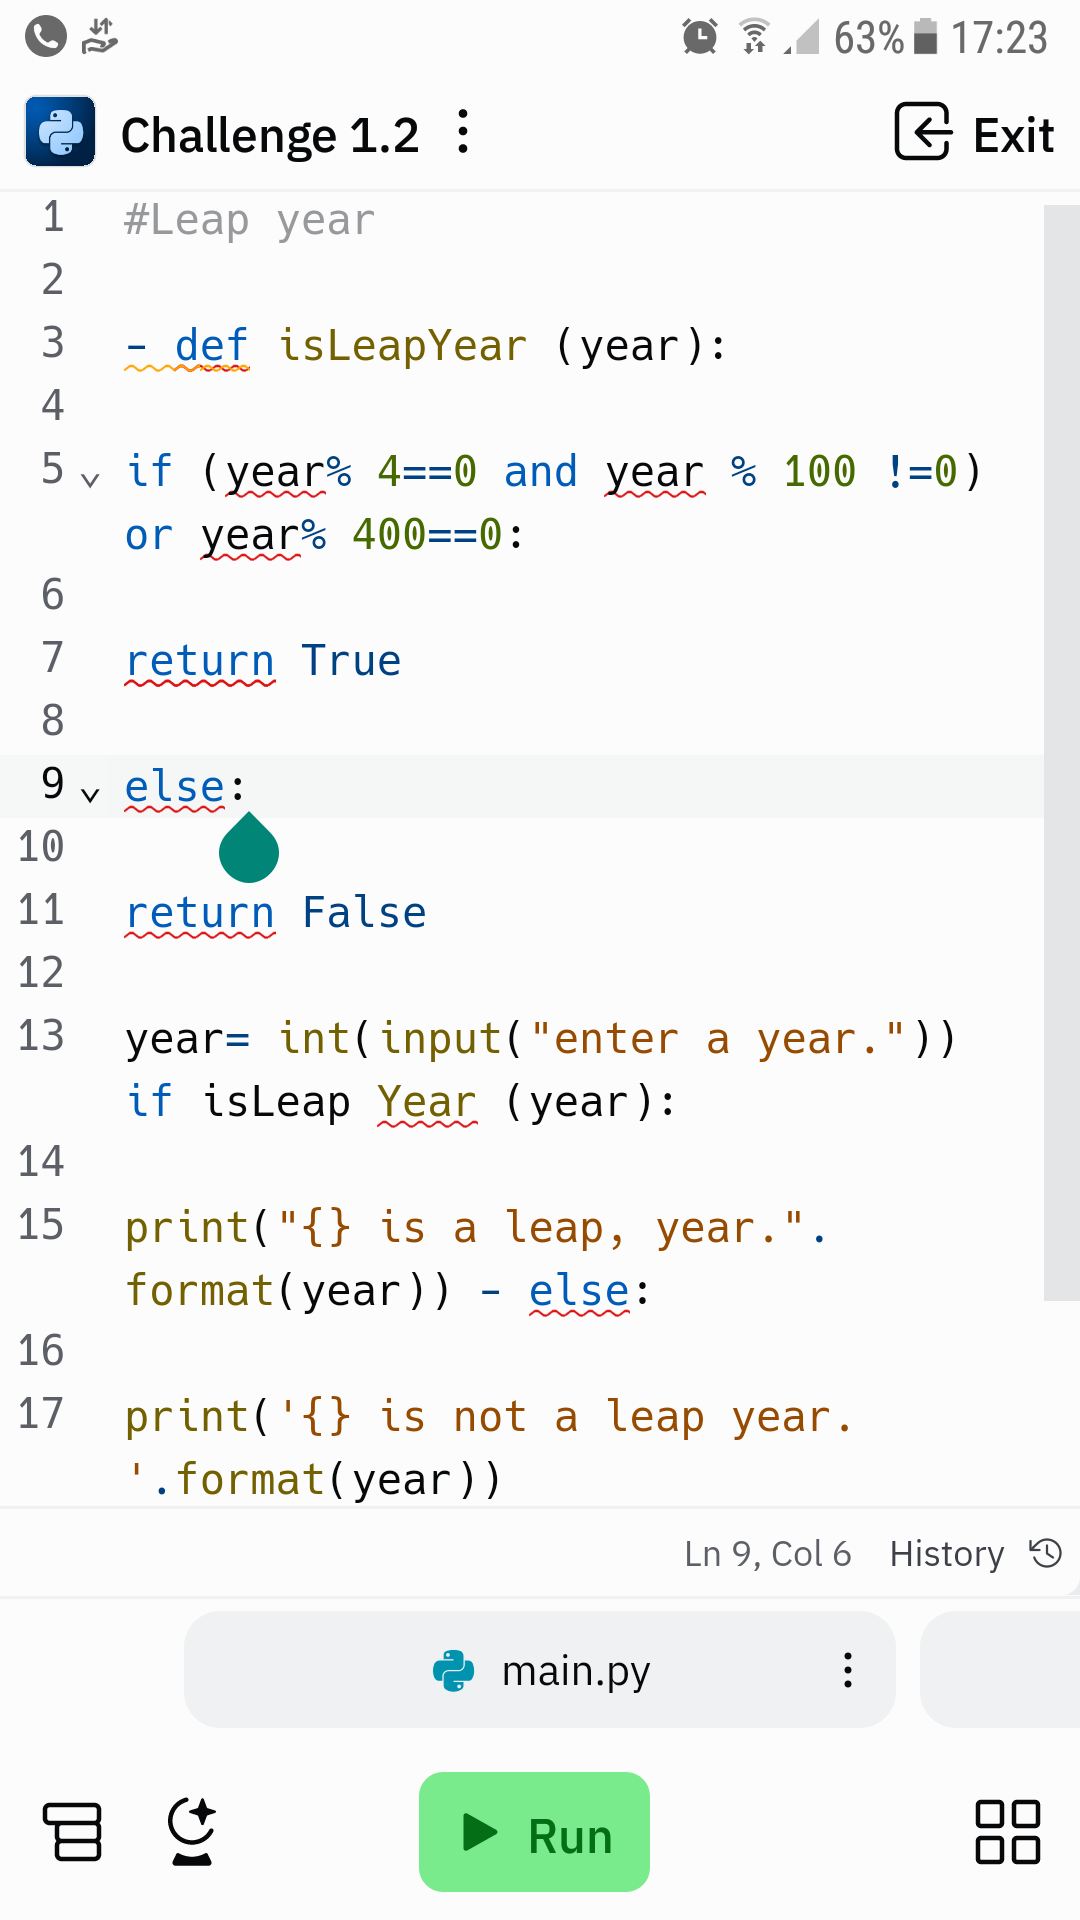 63% 17:23
Challenge 1.2 Exit
1 #Leap year
2
3 - def isLeapYear (year):
4
5 if (year% 4==0 and year % 100 !=0)
or year% 400==0:
6
7 return True
8
9 else:
10
11 return False
12
13 year= int(input("enter a year."))
if isLeap Year (year):
14
15 print("{} is a leap, year.".
format(year)) - else:
16
17 print('{} is not a leap year.
'.format(year))
Ln 9, Col 6 History
main.py
Run